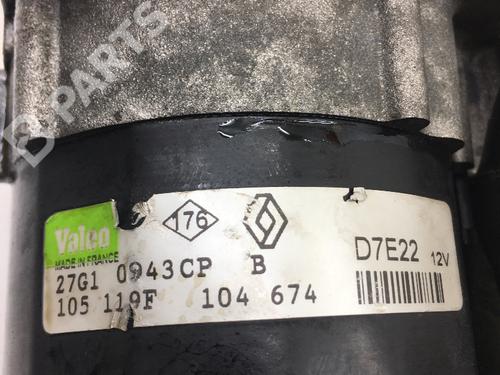 B PARTS
Valeo
MADE IN FRANCE
176
D7E22 12V
27G1 0943CP B
105 119F 104 674